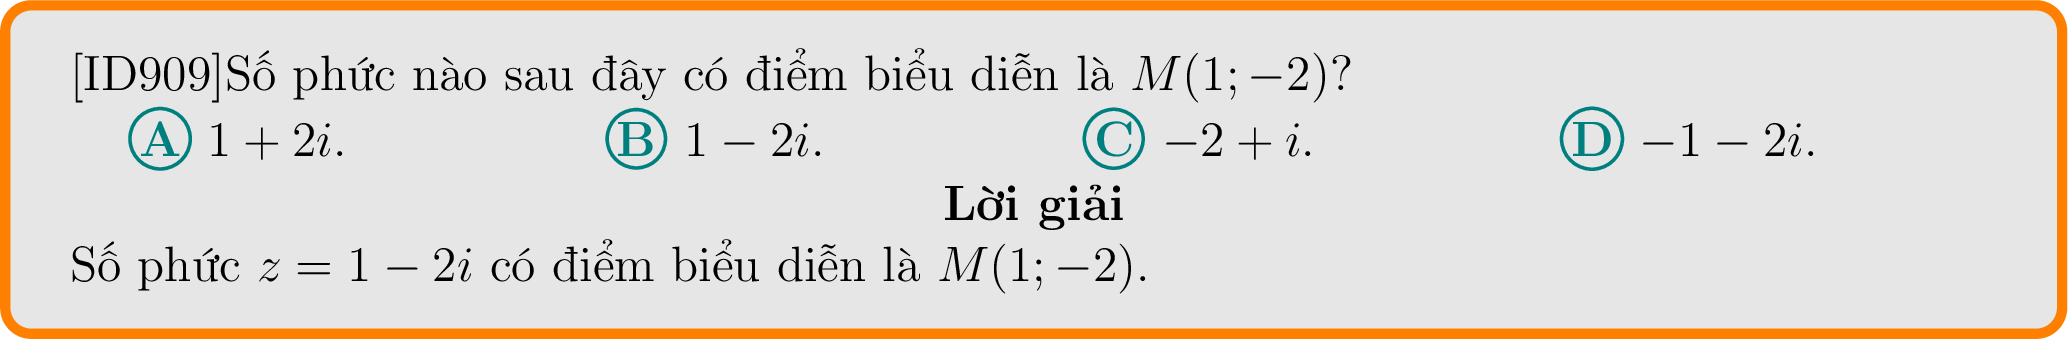 [ID909]Số phức nào sau đây có điểm biểu diễn là M(1; −2)?
A 1 + 2i. B 1 − 2i. C −2 + i. D −1 − 2i.
Lời giải
Số phức z = 1 − 2i có điểm biểu diễn là M(1; −2).